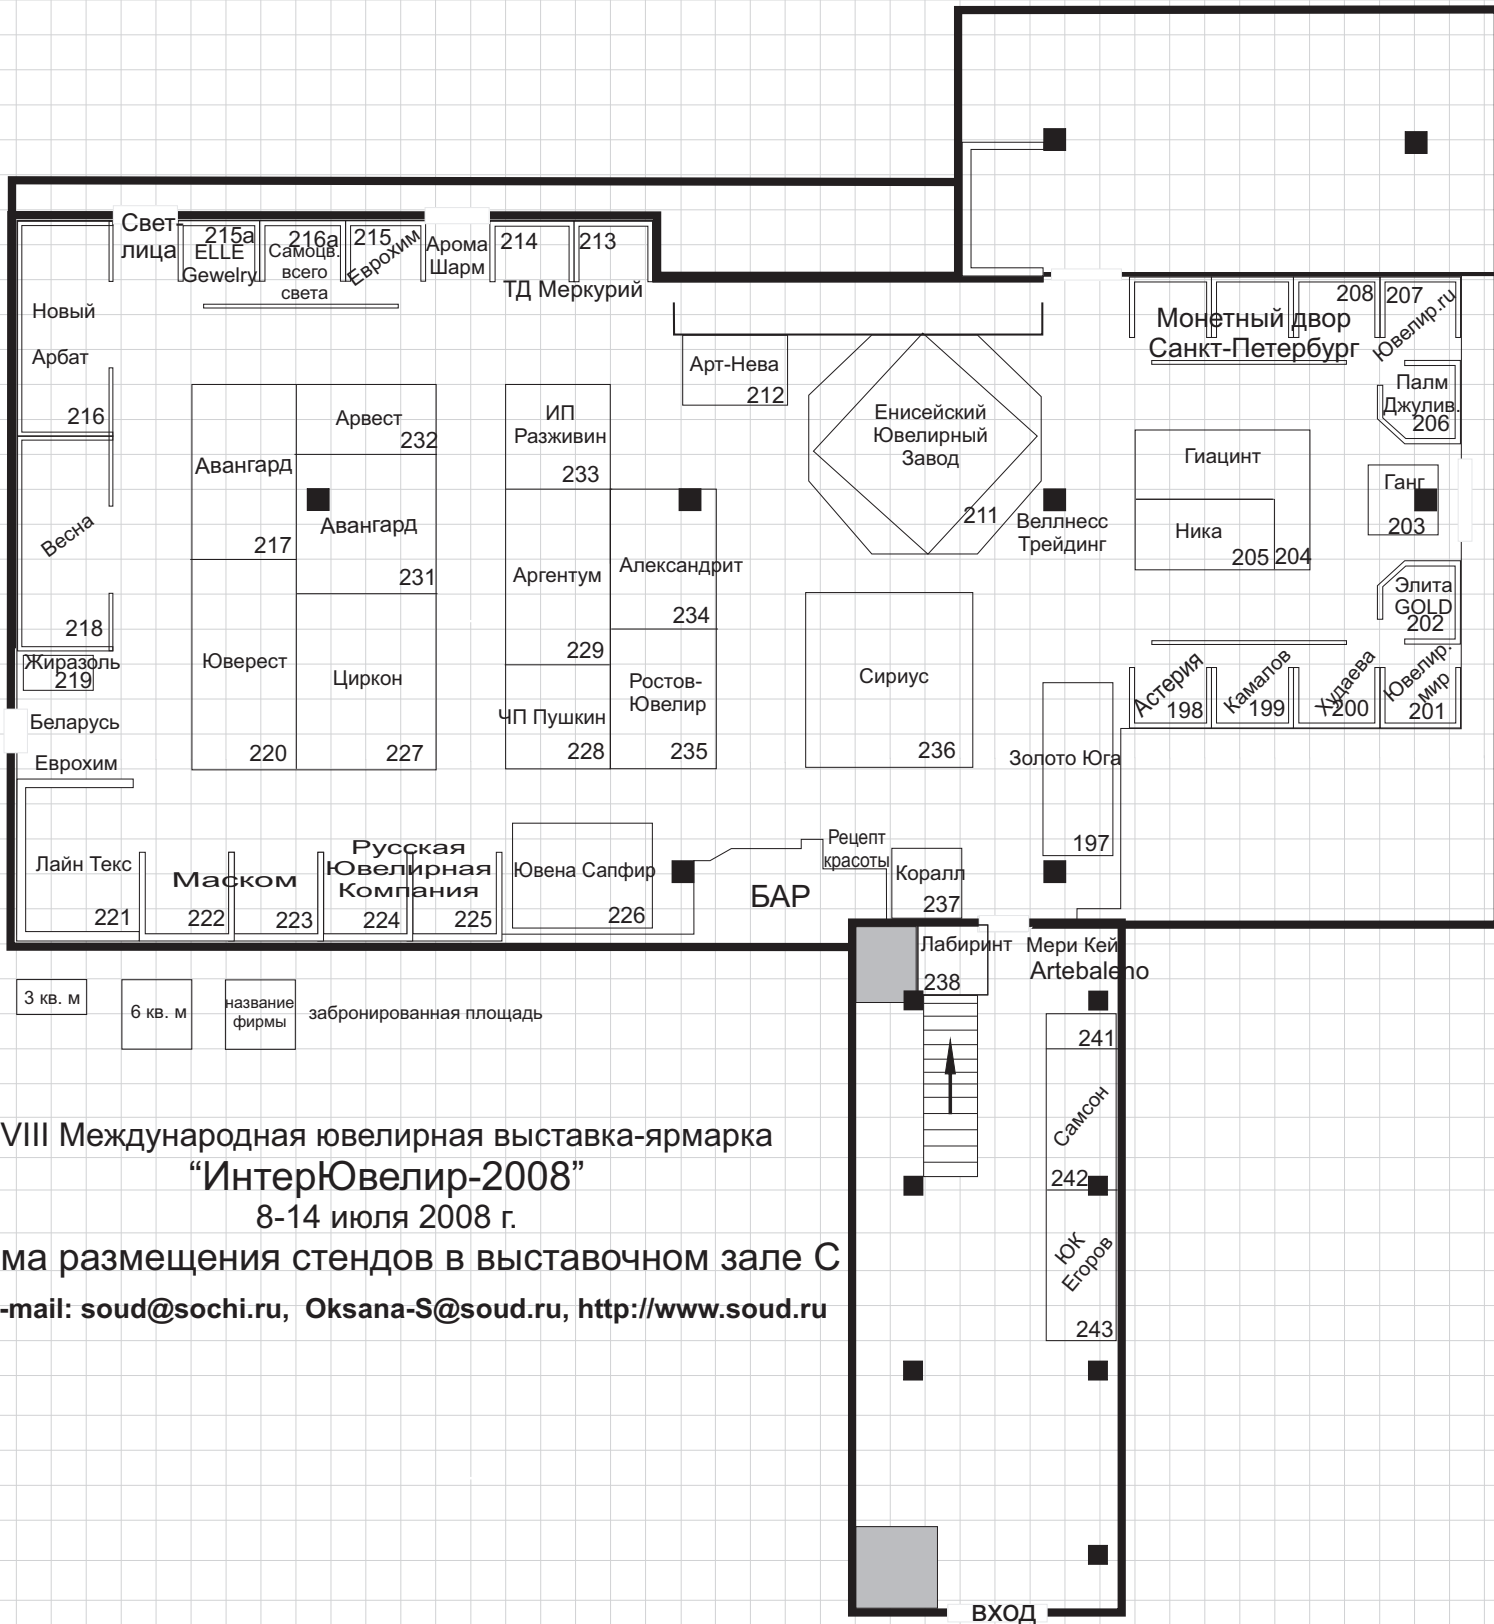 Свет-
лица
215а
ELLE
Gewelry
216а
Самоцв.
всего
света
215
Еврохим
Арома
Шарм
214
213
ТД Меркурий
Новый
Арбат
216
Весна
218
Жиразоль
219
Беларусь
Еврохим
Лайн Текс
221
Маском
222
223
Русская
Ювелирная
Компания
224
225
Ювена Сапфир
226
Авангард
217
Арвест
232
Авангард
231
Юверест
220
Циркон
227
ИП
Разживин
233
Аргентум
229
Александрит
234
ЧП Пушкин
228
Ростов-
Ювелир
235
Арт-Нева
212
Енисейский
Ювелирный
Завод
211
Веллнесс
Трейдинг
Сириус
236
Золото Юга
197
БАР
Рецепт
красоты
Коралл
237
208
207
Монетный двор
Санкт-Петербург
Ювелир.ru
Палм
Джулив.
206
Гиацинт
Ника
205
204
Ганг
203
Элита
GOLD
202
Астерия
198
Камалов
199
Худаева
200
Ювелир.
мир
201
Лабиринт
238
Мери Кей
Artebaleno
241
Самсон
242
ЮК
Егоров
243
ВХОД
3 кв. м
6 кв. м
название
фирмы
забронированная площадь
VIII Международная ювелирная выставка-ярмарка
“ИнтерЮвелир-2008”
8-14 июля 2008 г.
ма размещения стендов в выставочном зале С
-mail: soud@sochi.ru, Oksana-S@soud.ru, http://www.soud.ru